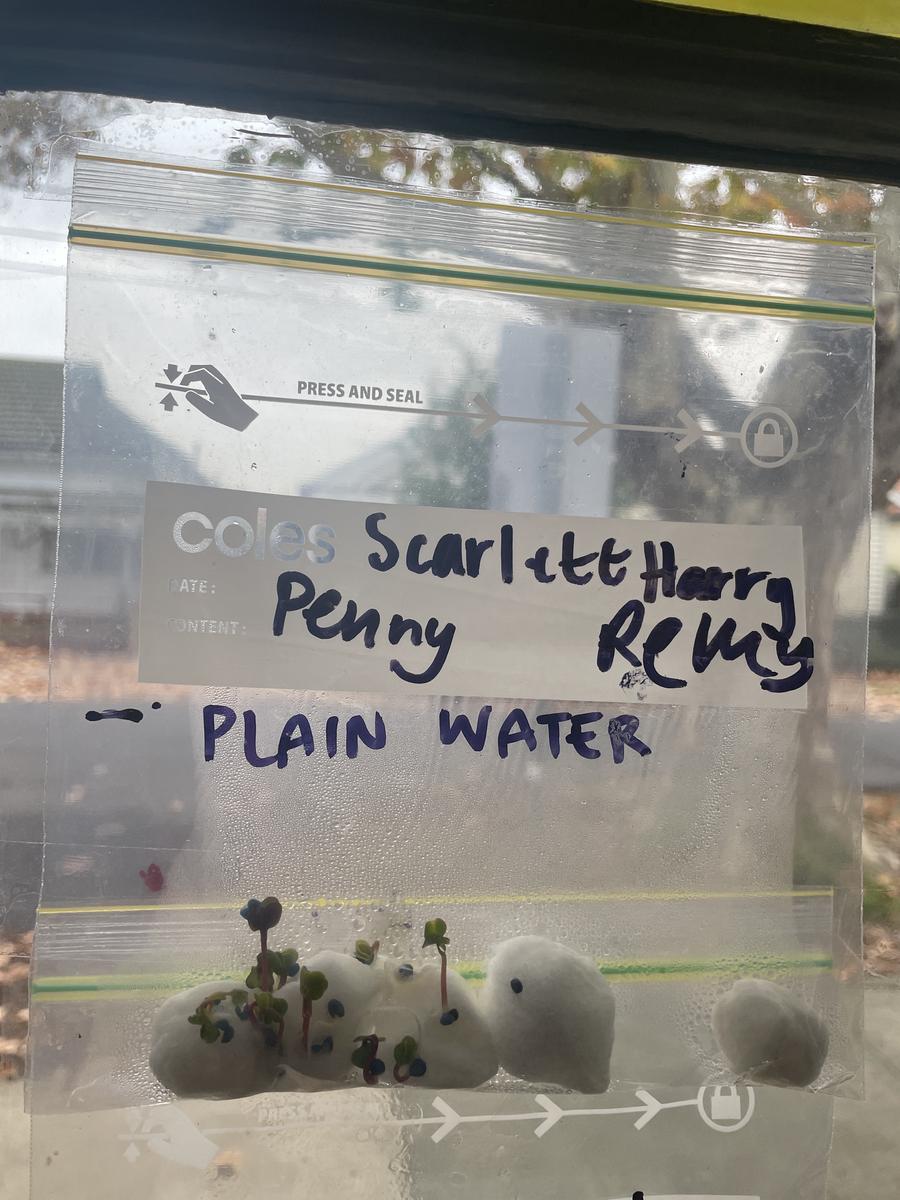 PRESS AND SEAL
coles Scarlett Harry
DATE:
CONTENT: Penny Remy
PLAIN WATER